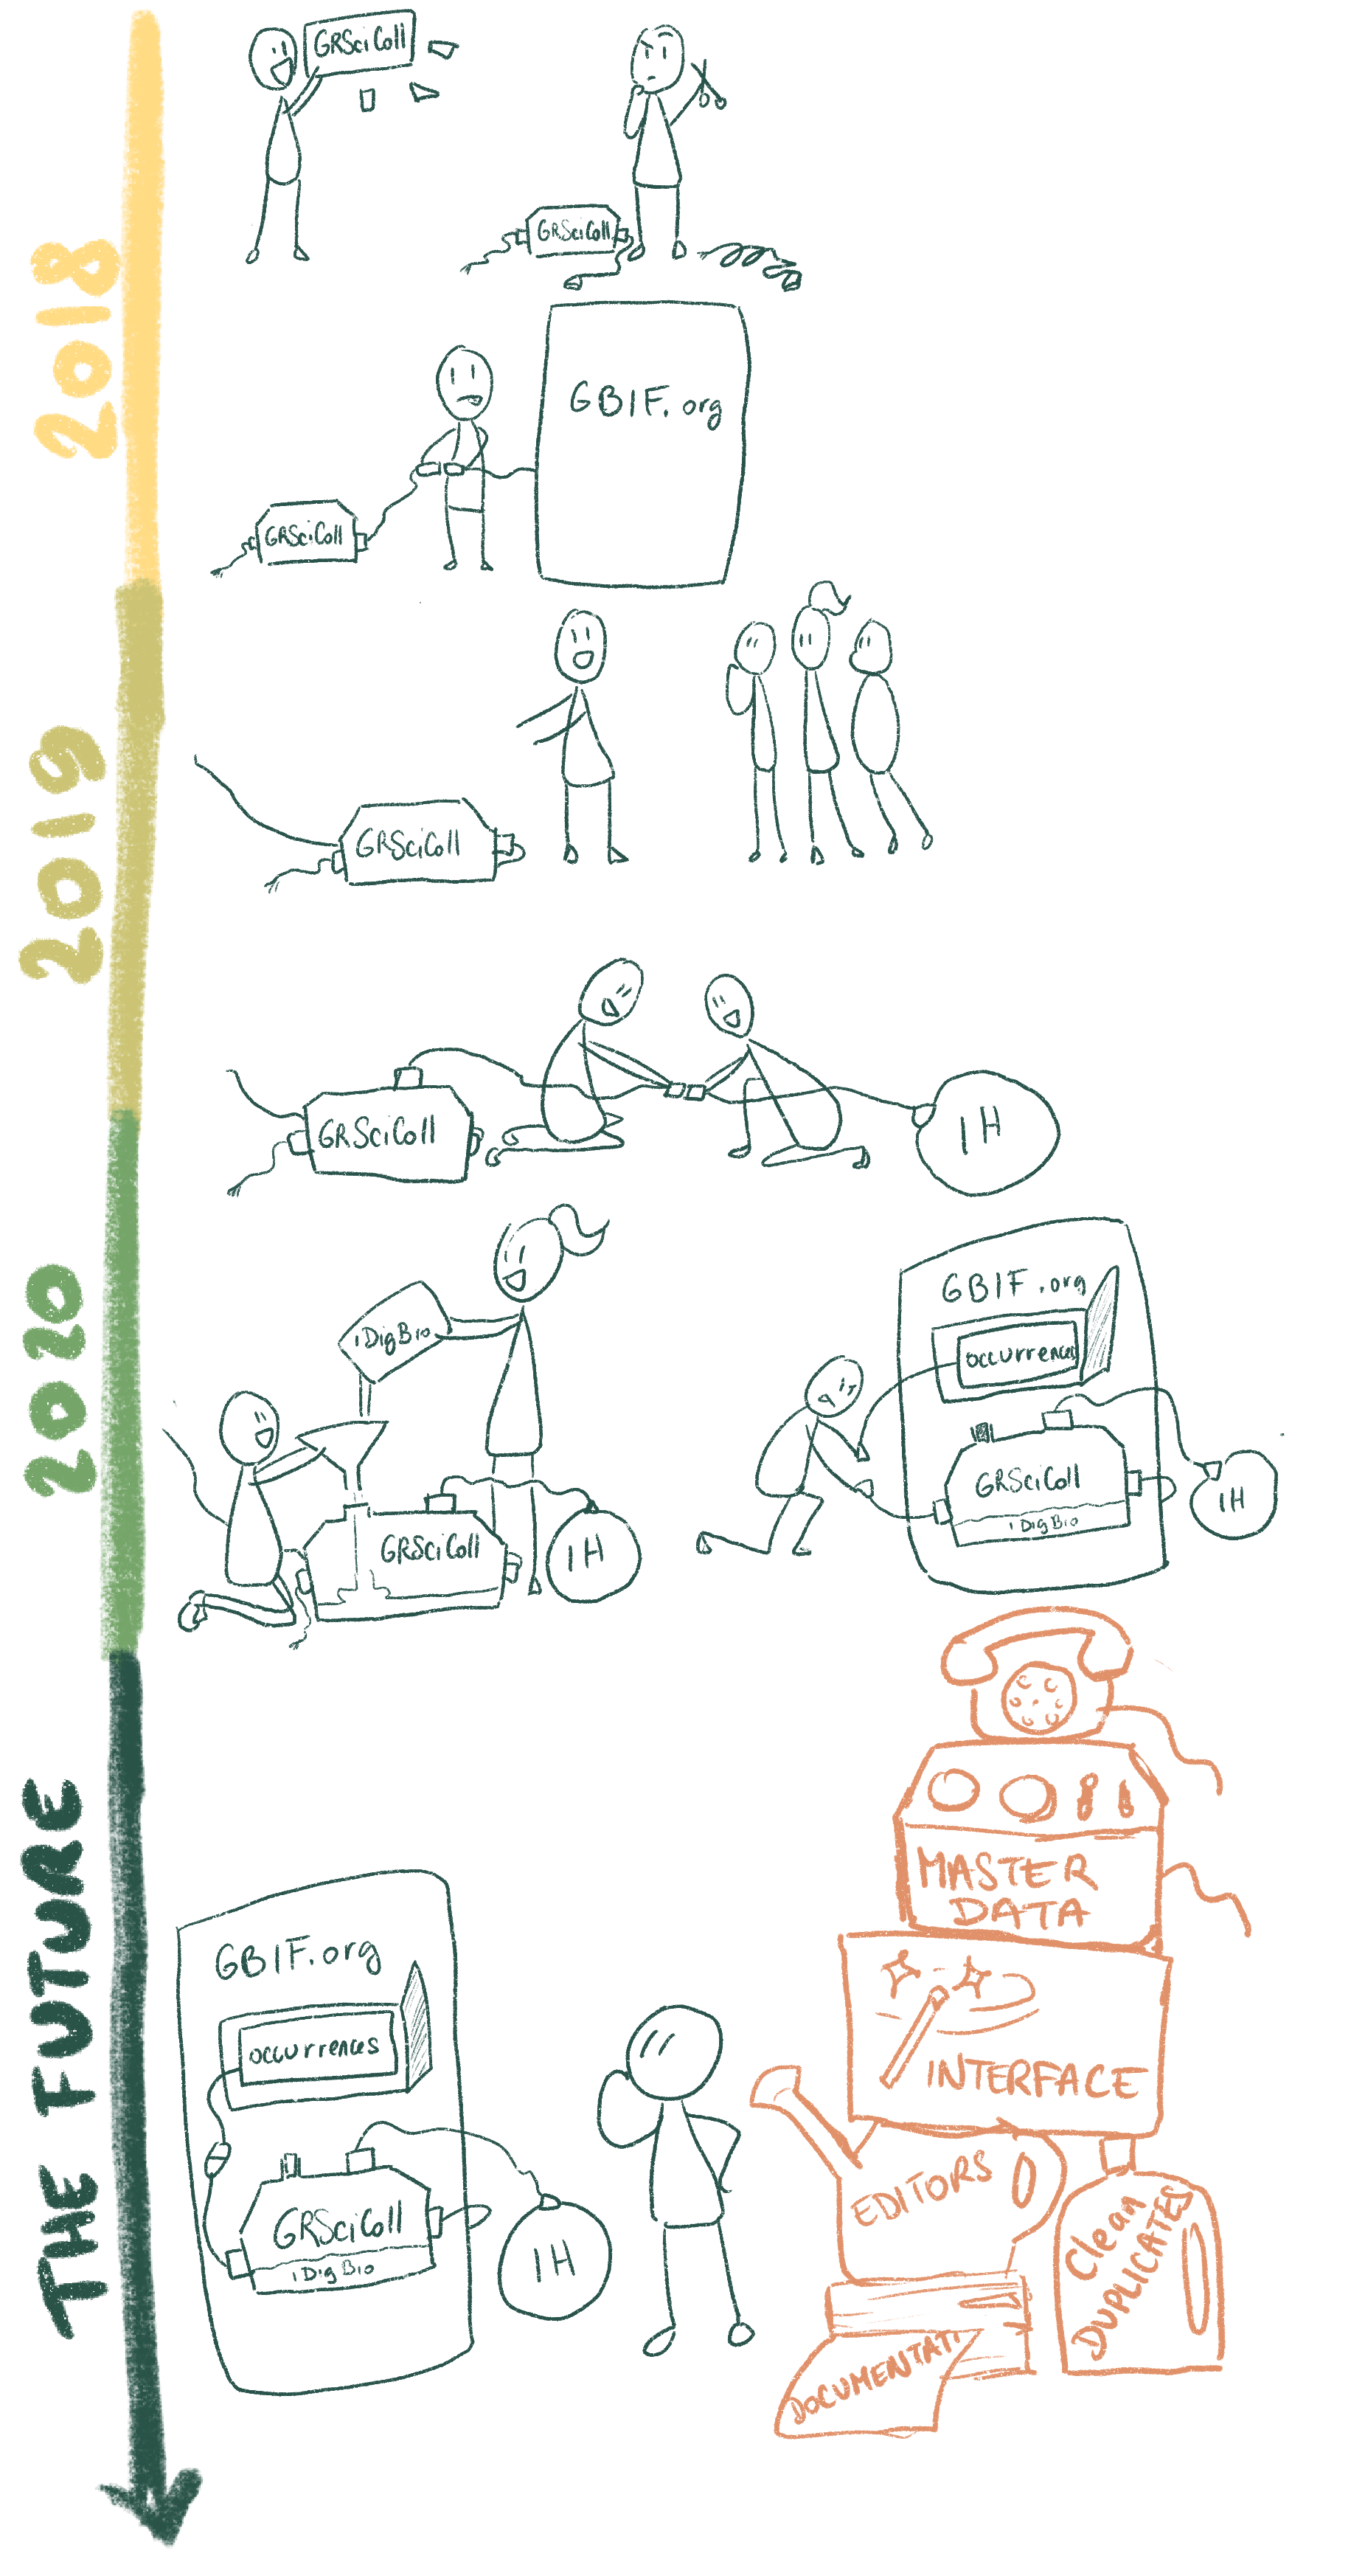 2018
GRSciColl
GRSciColl
GBIF.org
GRSciColl
2019
GRSciColl
GRSciColl
IH
2020
iDigBio
GRSciColl
IH
GBIF.org
occurrences
GRSciColl
iDigBio
IH
THE FUTURE
GBIF.org
occurrences
GRSciColl
iDigBio
IH
MASTER
DATA
INTERFACE
EDITORS
Clean
DUPLICATES
DOCUMENTATI